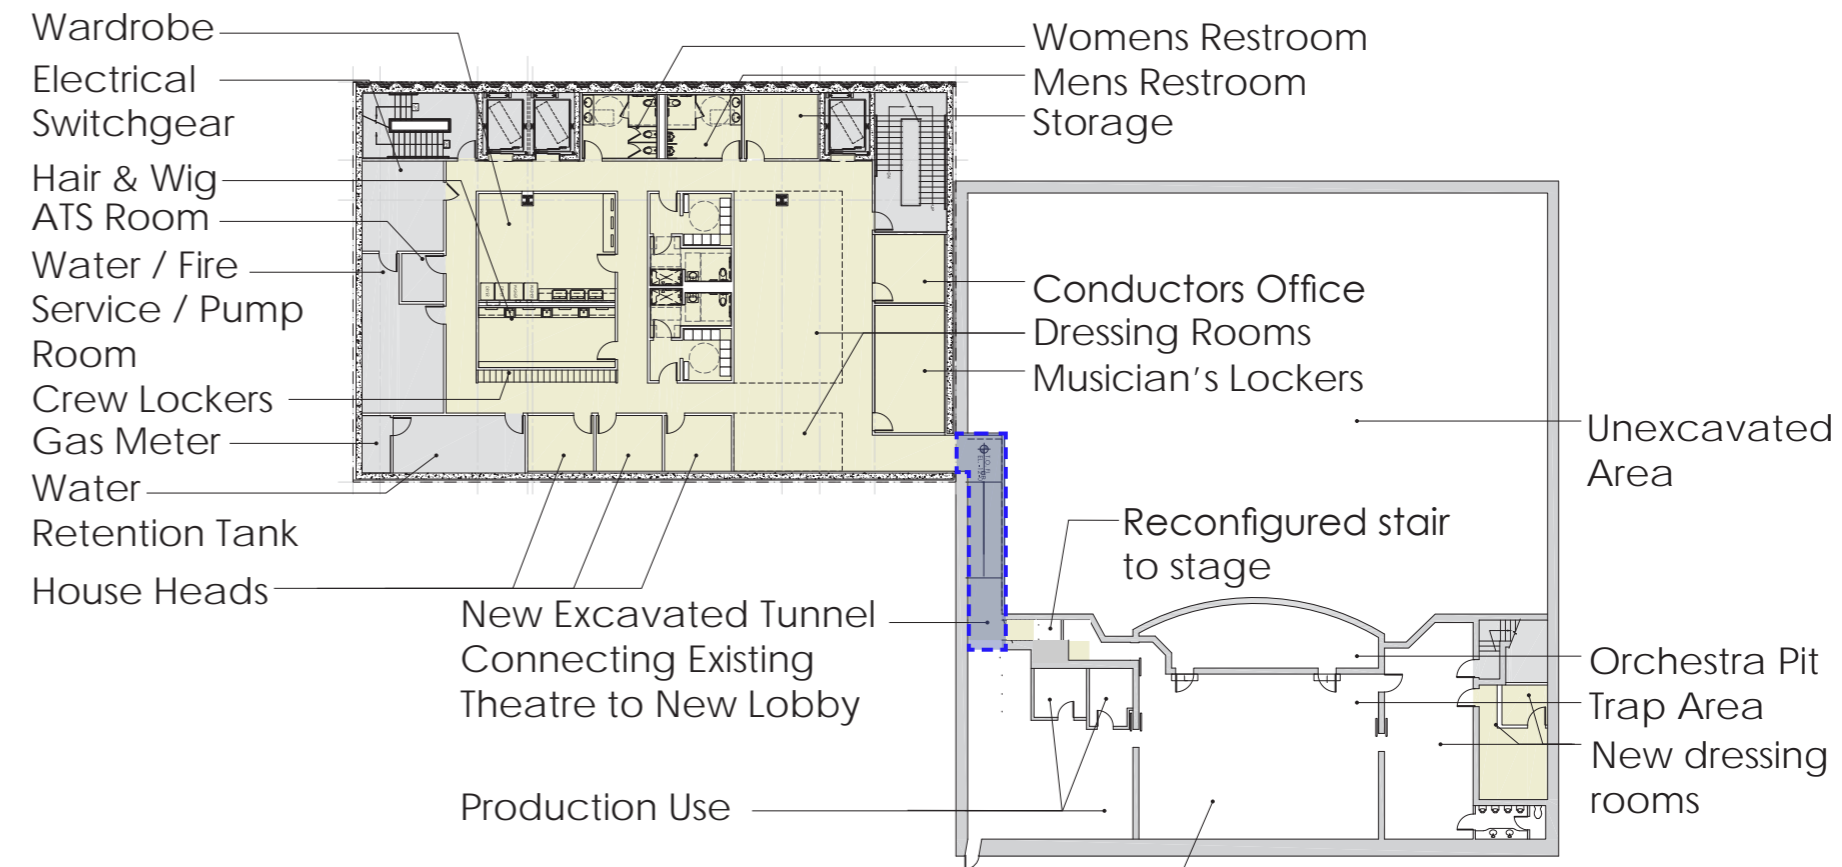 Wardrobe
Electrical
Switchgear
Hair & Wig
ATS Room
Water / Fire
Service / Pump
Room
Crew Lockers
Gas Meter
Water
Retention Tank
House Heads
Womens Restroom
Mens Restroom
Storage
Conductors Office
Dressing Rooms
Musician's Lockers
Unexcavated
Area
Reconfigured stair
to stage
New Excavated Tunnel
Connecting Existing
Theatre to New Lobby
Orchestra Pit
Trap Area
New dressing
rooms
Production Use